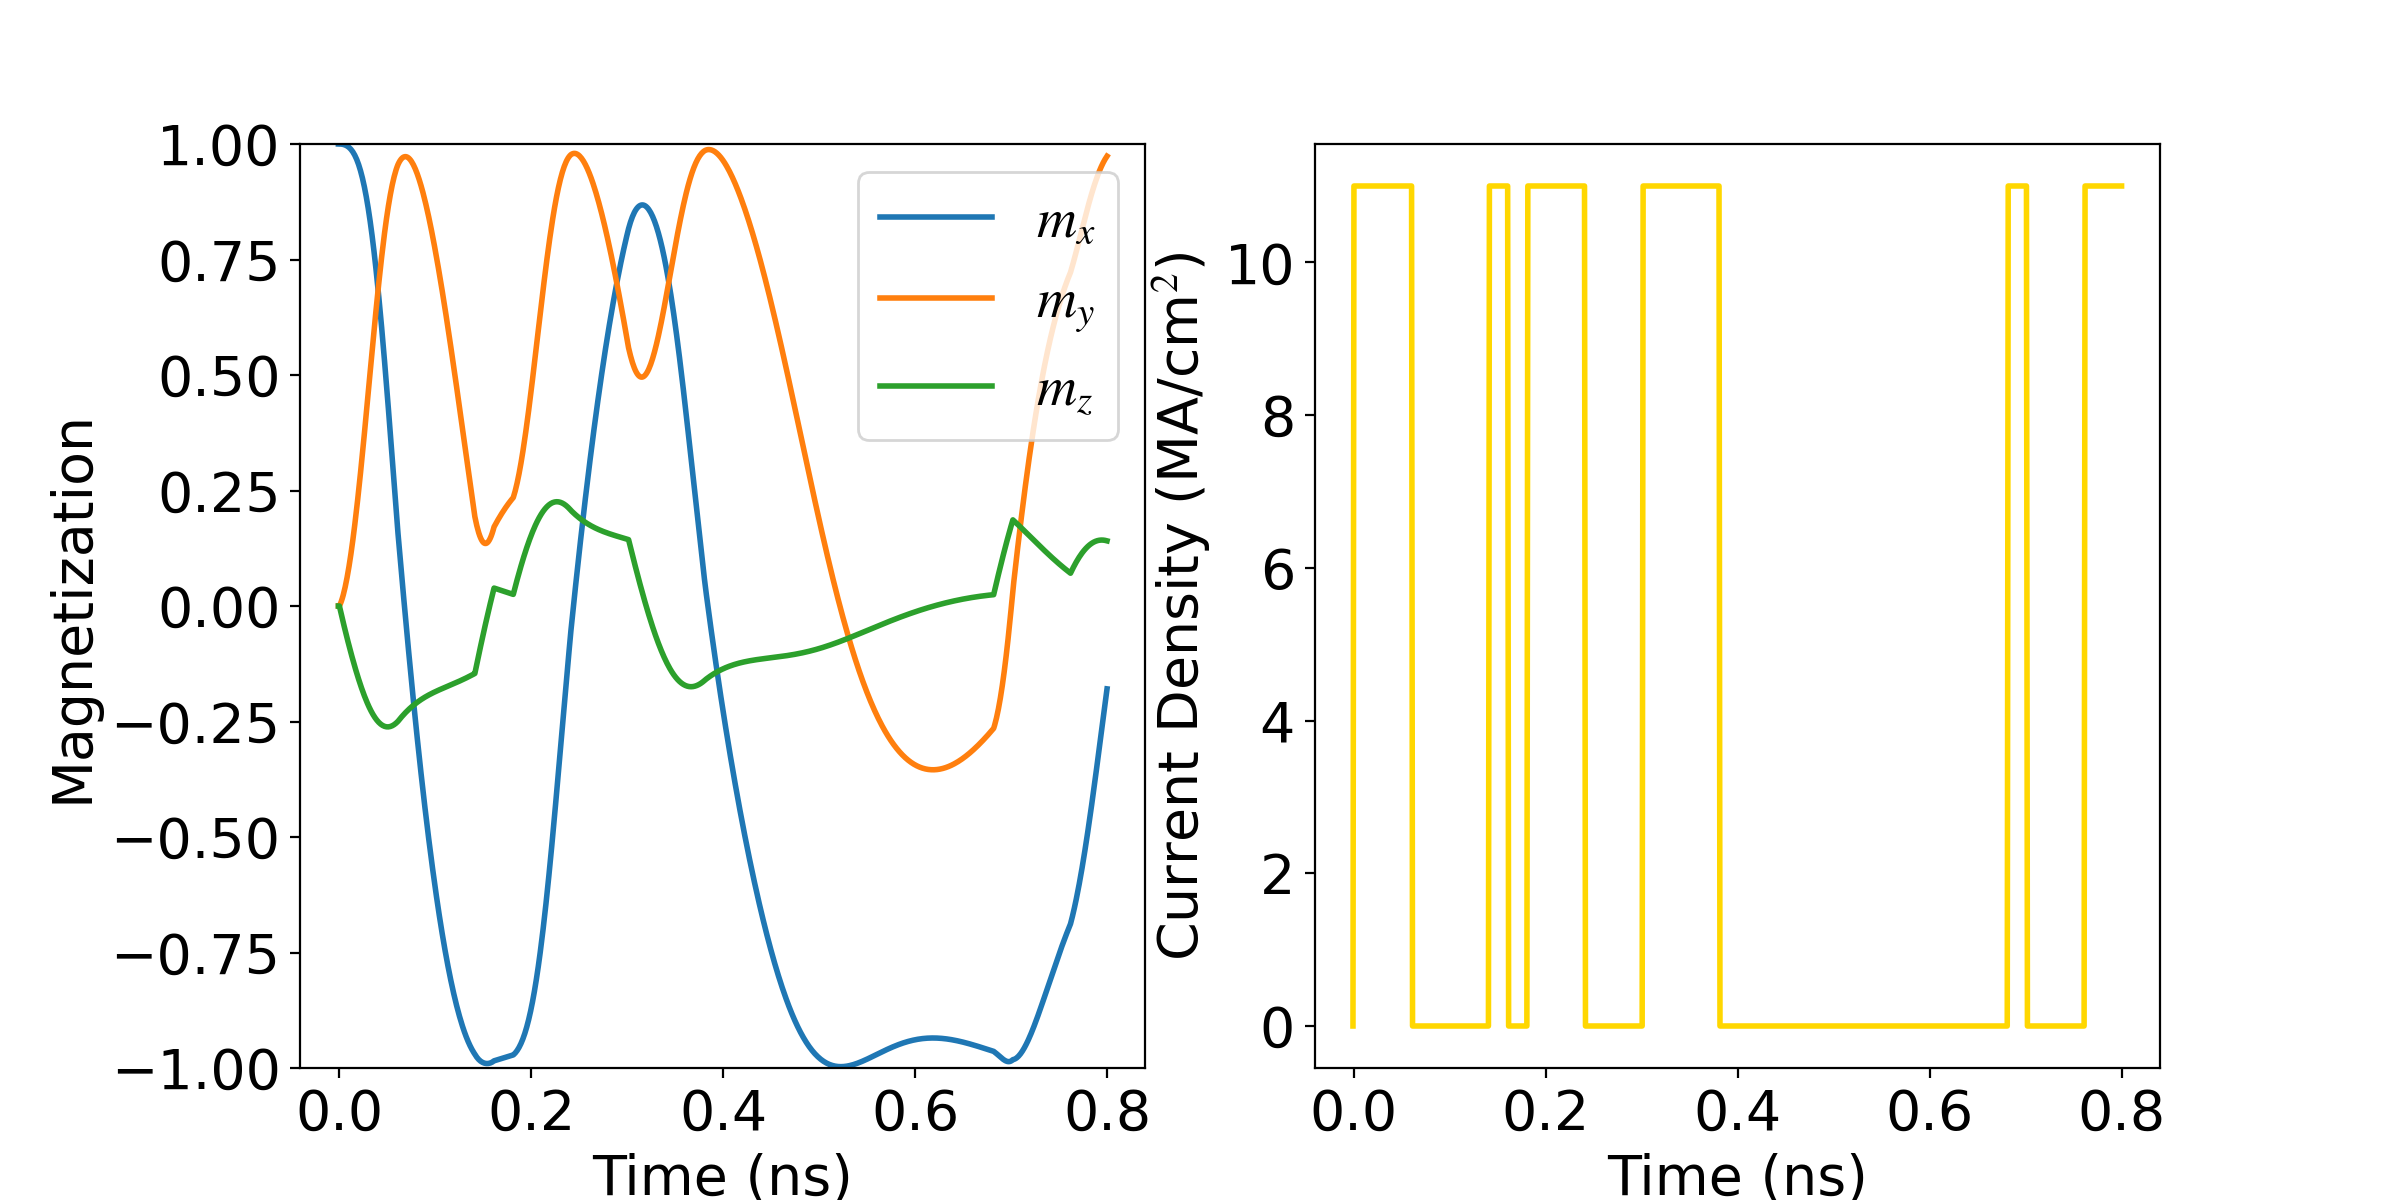 Magnetization
1.00
0.75
0.50
0.25
0.00
−0.25
−0.50
−0.75
−1.00
0.0 0.2 0.4 0.6 0.8
Time (ns)
m_x
m_y
m_z
Current Density (MA/cm²)
10
8
6
4
2
0
0.0 0.2 0.4 0.6 0.8
Time (ns)